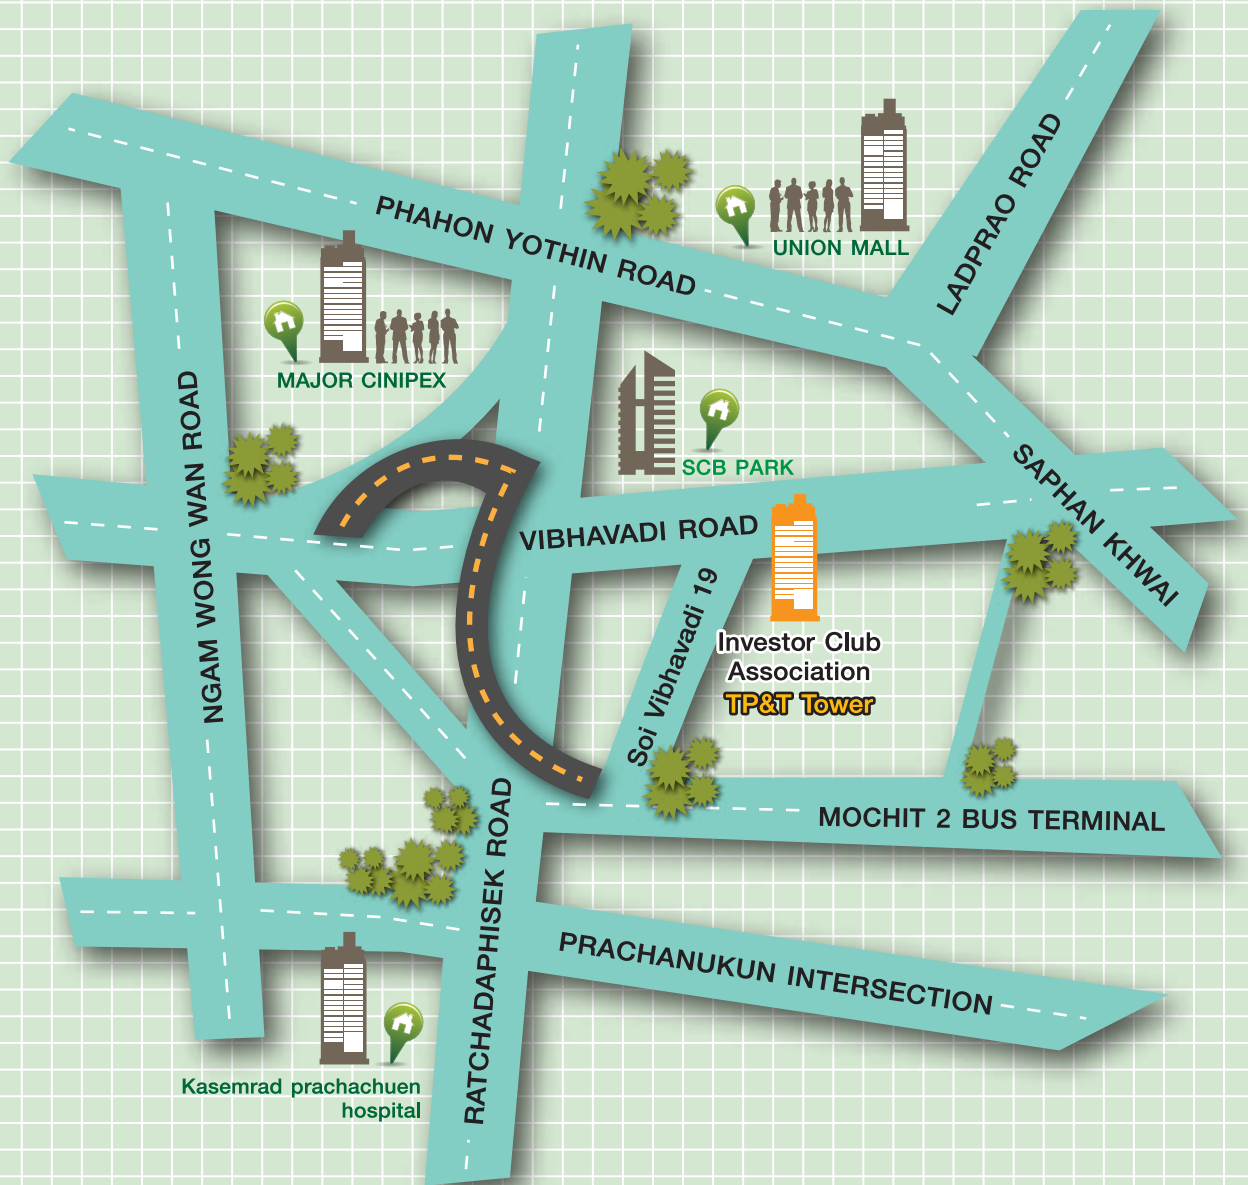 LADPRAO ROAD
PHAHON YOTHIN ROAD
UNION MALL
MAJOR CINIPEX
NGAM WONG WAN ROAD
SCB PARK
SAPHAN KHWAI
VIBHAVADI ROAD
Soi Vibhavadi 19
Investor Club
Association
TP&T Tower
MOCHIT 2 BUS TERMINAL
RATCHADAPHISEK ROAD
PRACHANUKUN INTERSECTION
Kasemrad prachachuen
hospital